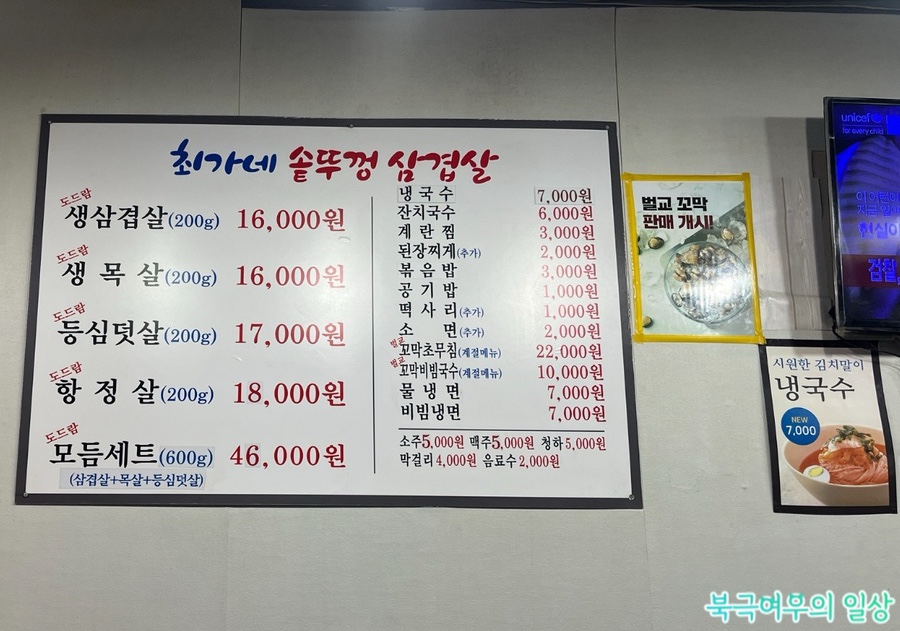 최가네 솥뚜껑 삼겹살
도드람
생삼겹살(200g) 16,000원
도드람
생 목 살(200g) 16,000원
도드람
등심덧살(200g) 17,000원
도드람
항 정 살(200g) 18,000원
도드람
모듬세트(600g) 46,000원
(삼겹살+목살+등심덧살)
냉국수 7,000원
잔치국수 6,000원
계 란 찜 3,000원
된장찌게(추가) 2,000원
볶 음 밥 3,000원
공 기 밥 1,000원
떡 사 리(추가) 1,000원
소 면(추가) 2,000원
벌교 꼬막초무침(계절메뉴) 22,000원
벌교 꼬막비빔국수(계절메뉴) 10,000원
물 냉 면 7,000원
비빔냉면 7,000원
소주5,000원 맥주5,000원 청하5,000원
막걸리4,000원 음료수2,000원
벌교 꼬막
판매 개시!
unicef
for every child
시원한 김치말이
냉국수
NEW
7,000
북극여우의 일상